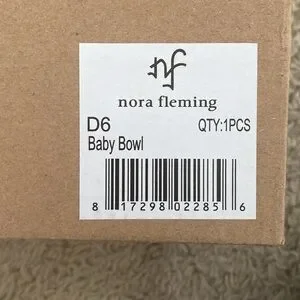 nf
nora fleming
D6 QTY:1PCS
Baby Bowl
8 17298 02285 6